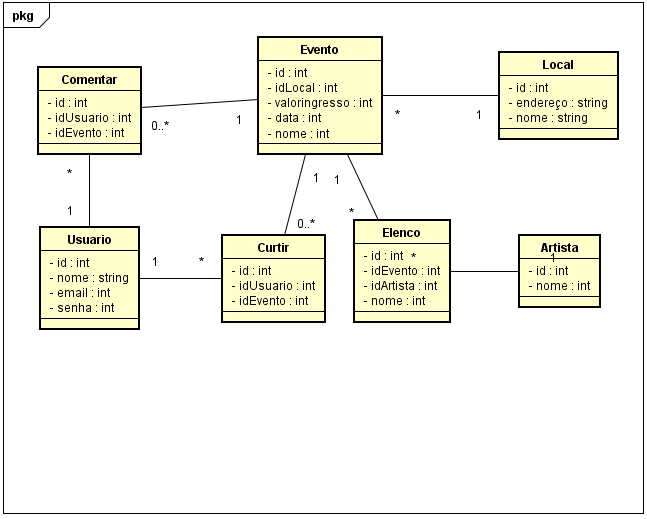 pkg
Evento
- id : int
- idLocal : int
- valoringresso : int
- data : int
- nome : int
Comentar
- id : int
- idUsuario : int
- idEvento : int
Local
- id : int
- endereço : string
- nome : string
0..*
1
*
1
*
1
1
1
*
0..*
Usuario
- id : int
- nome : string
- email : int
- senha : int
1
*
Curtir
- id : int
- idUsuario : int
- idEvento : int
Elenco
- id : int *
- idEvento : int
- idArtista : int
- nome : int
Artista
1
- id : int
- nome : int